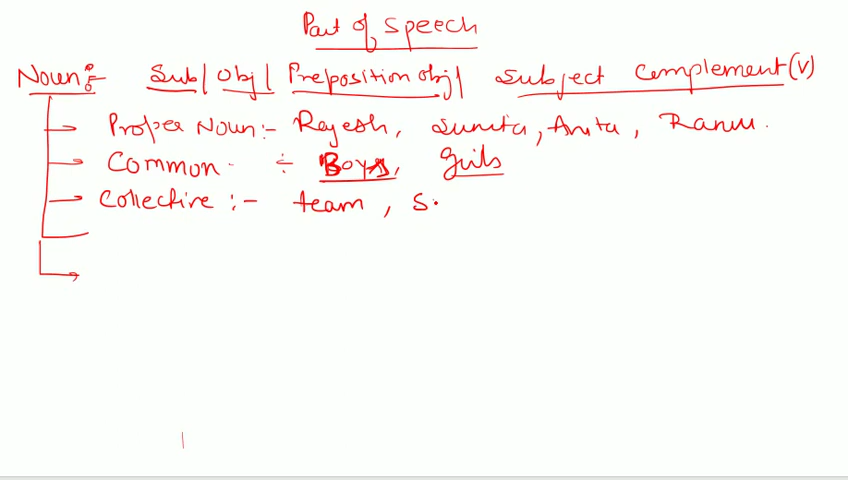 Part of Speech
Noun :- Sub/ Obj/ Preposition obj/ Subject Complement (v)
Proper Noun :- Rajesh, Sunita, Anita,
Common :- Boys, girls
Collective :- team, S